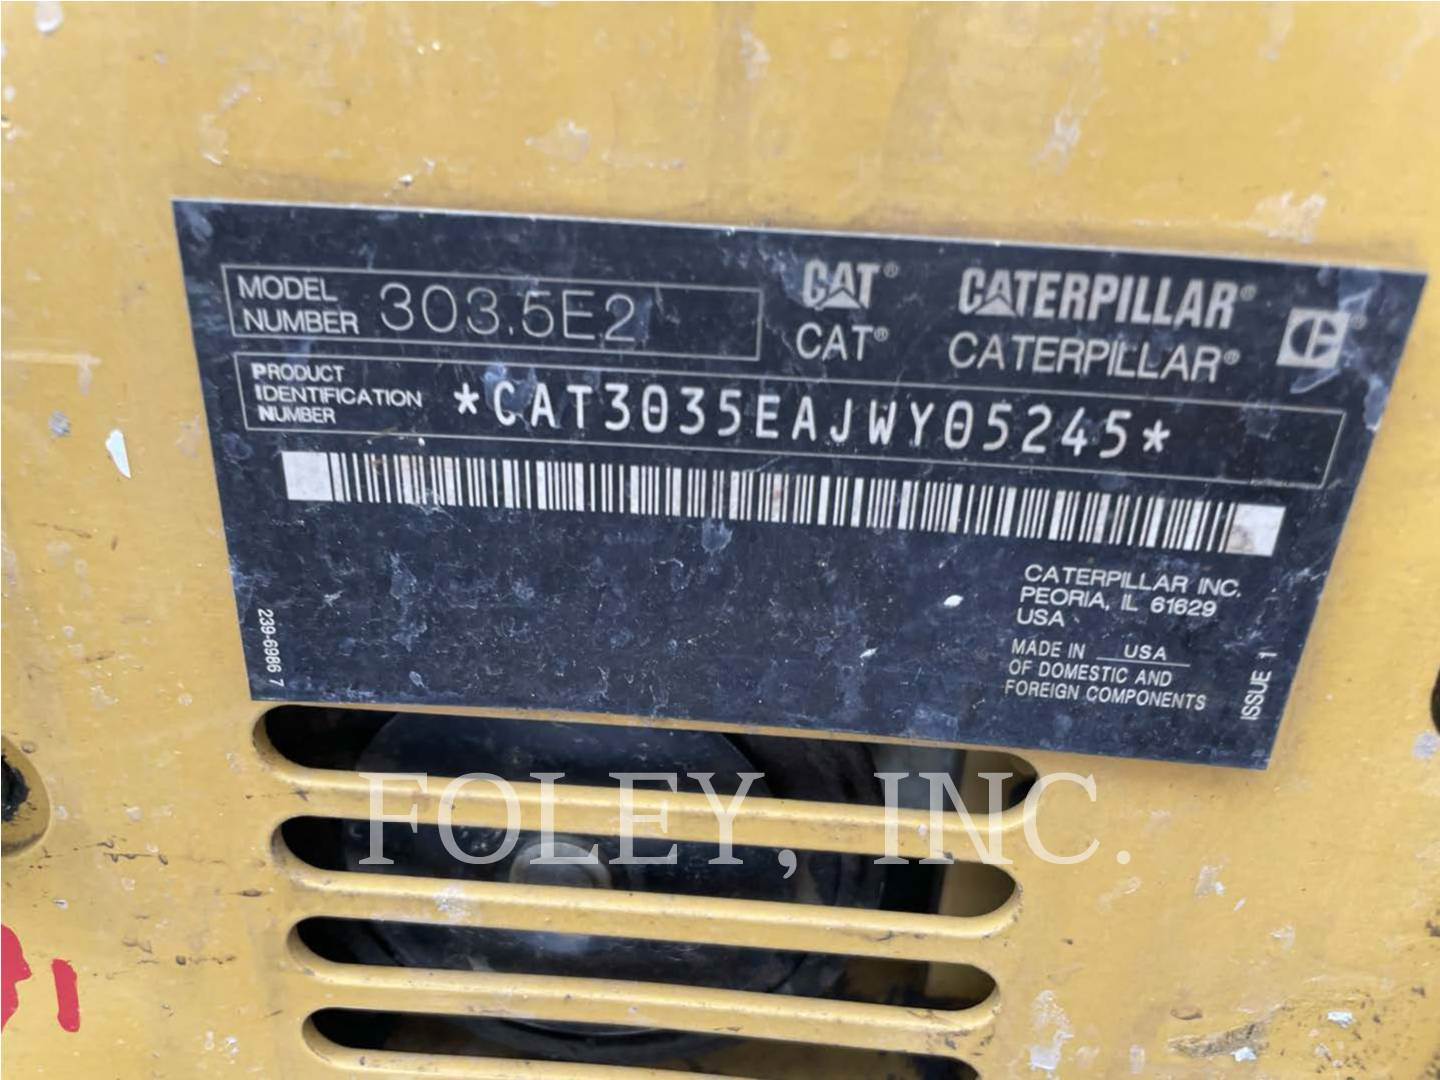 MODEL NUMBER 303.5E2
CAT® CATERPILLAR®
CAT® CATERPILLAR®
PRODUCT
IDENTIFICATION
NUMBER
*CAT3035EAJWY05245*
CATERPILLAR INC.
PEORIA, IL 61629
USA
MADE IN USA
OF DOMESTIC AND
FOREIGN COMPONENTS
239-6986 7
ISSUE 1
FOLEY, INC.